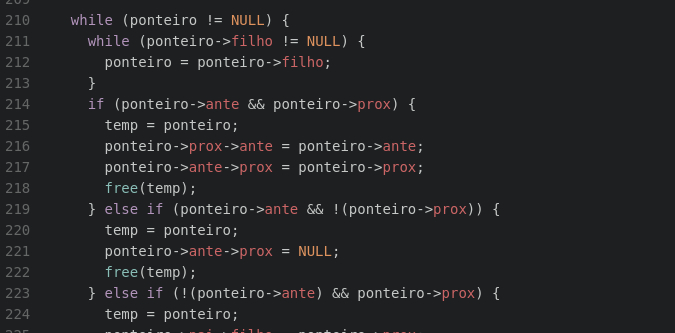 210 while (ponteiro != NULL) {
211 while (ponteiro->filho != NULL) {
212 ponteiro = ponteiro->filho;
213 }
214 if (ponteiro->ante && ponteiro->prox) {
215 temp = ponteiro;
216 ponteiro->prox->ante = ponteiro->ante;
217 ponteiro->ante->prox = ponteiro->prox;
218 free(temp);
219 } else if (ponteiro->ante && !(ponteiro->prox)) {
220 temp = ponteiro;
221 ponteiro->ante->prox = NULL;
222 free(temp);
223 } else if (!(ponteiro->ante) && ponteiro->prox) {
224 temp = ponteiro;